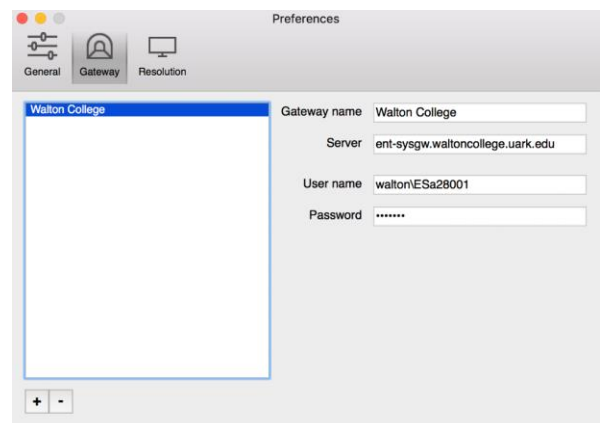 Preferences
General Gateway Resolution
Walton College
Gateway name Walton College
Server ent-sysgw.waltoncollege.uark.edu
User name walton\ESa28001
Password •••••••
+ -